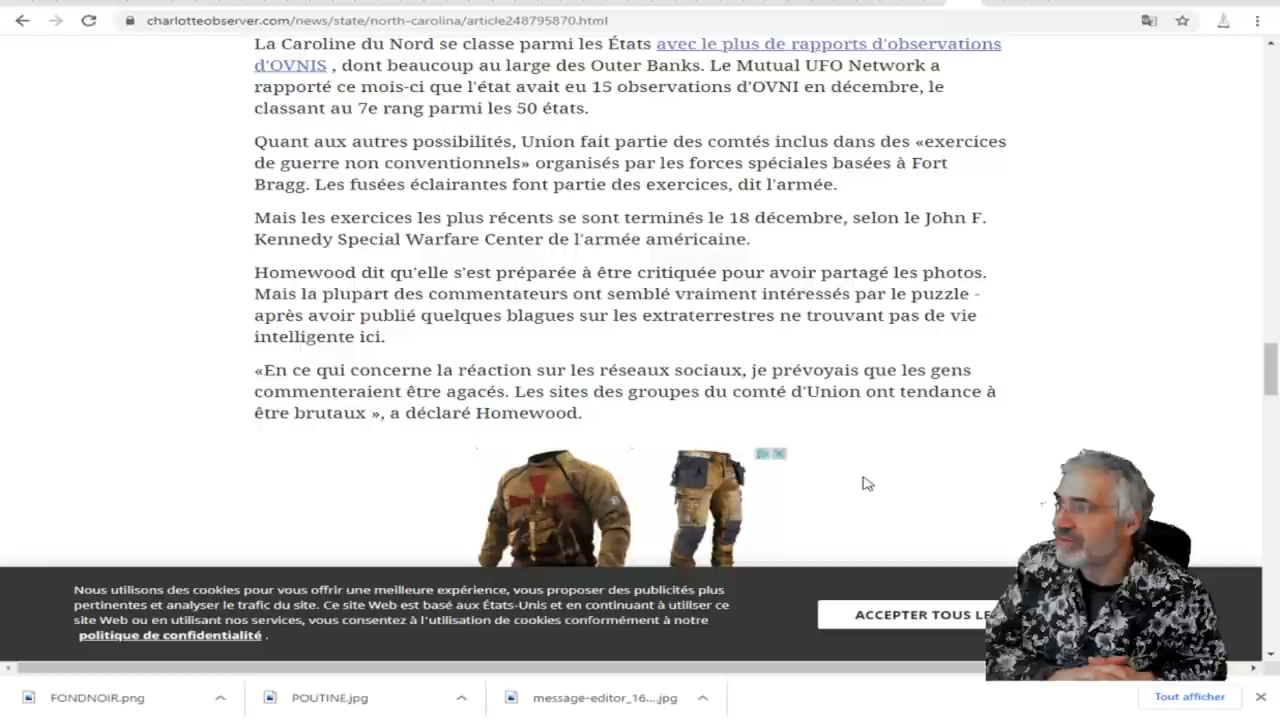 charlotteobserver.com/news/state/north-carolina/article248795870.html
La Caroline du Nord se classe parmi les États avec le plus de rapports d'observations
d'OVNIS , dont beaucoup au large des Outer Banks. Le Mutual UFO Network a
rapporté ce mois-ci que l'état avait eu 15 observations d'OVNI en décembre, le
classant au 7e rang parmi les 50 états.
Quant aux autres possibilités, Union fait partie des comtés inclus dans des «exercices
de guerre non conventionnels» organisés par les forces spéciales basées à Fort
Bragg. Les fusées éclairantes font partie des exercices, dit l'armée.
Mais les exercices les plus récents se sont terminés le 18 décembre, selon le John F.
Kennedy Special Warfare Center de l'armée américaine.
Homewood dit qu'elle s'est préparée à être critiquée pour avoir partagé les photos.
Mais la plupart des commentateurs ont semblé vraiment intéressés par le puzzle -
après avoir publié quelques blagues sur les extraterrestres ne trouvant pas de vie
intelligente ici.
«En ce qui concerne la réaction sur les réseaux sociaux, je prévoyais que les gens
commenteraient être agacés. Les sites des groupes du comté d'Union ont tendance à
être brutaux », a déclaré Homewood.
Nous utilisons des cookies pour vous offrir une meilleure expérience, vous proposer des publicités plus
pertinentes et analyser le trafic du site. Ce site Web est basé aux États-Unis et en continuant à utiliser ce
site Web ou en utilisant nos services, vous consentez à l'utilisation de cookies conformément à notre
politique de confidentialité .
ACCEPTER TOUS LE
FONDNOIR.png
POUTINE.jpg
message-editor_16....jpg
Tout afficher